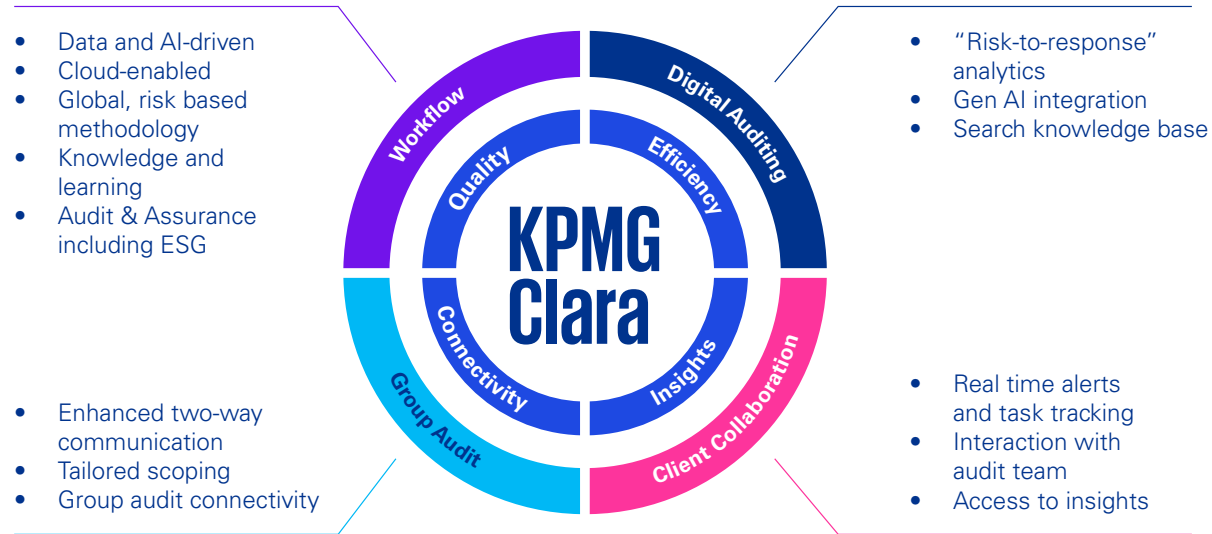 • Data and AI-driven
• Cloud-enabled
• Global, risk based
methodology
• Knowledge and
learning
• Audit & Assurance
including ESG
• “Risk-to-response”
analytics
• Gen AI integration
• Search knowledge base
Workflow
Digital Auditing
Quality
Efficiency
KPMG
Clara
Connectivity
Insights
Group Audit
Client Collaboration
• Enhanced two-way
communication
• Tailored scoping
• Group audit connectivity
• Real time alerts
and task tracking
• Interaction with
audit team
• Access to insights